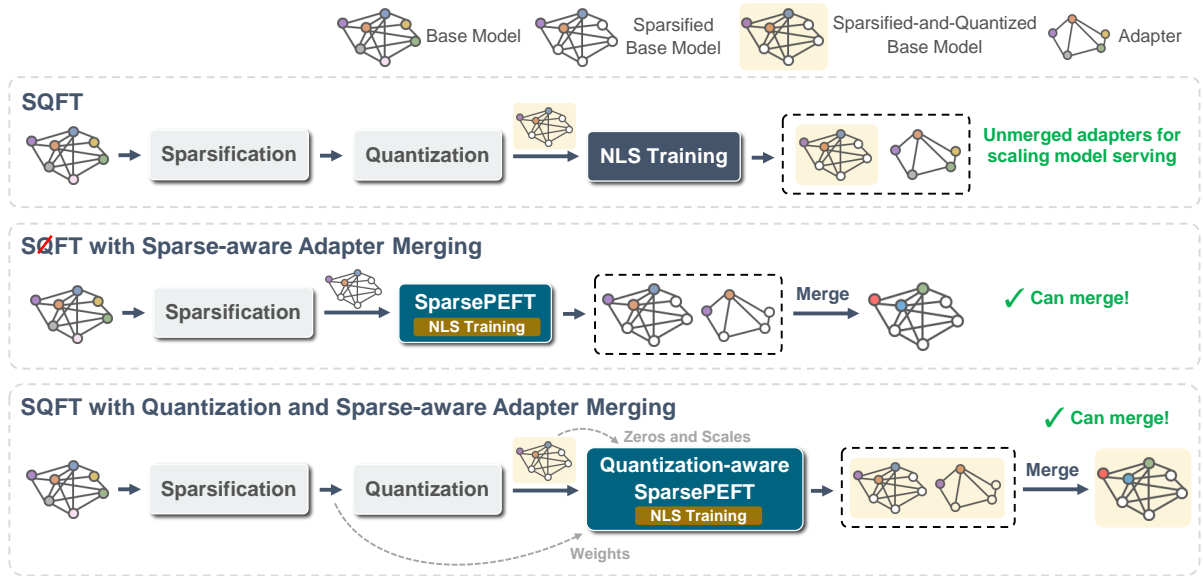 Base Model
Sparsified
Base Model
Sparsified-and-Quantized
Base Model
Adapter
SQFT
Sparsification
Quantization
NLS Training
Unmerged adapters for
scaling model serving
SQFT with Sparse-aware Adapter Merging
Sparsification
SparsePEFT
NLS Training
Merge
✓ Can merge!
SQFT with Quantization and Sparse-aware Adapter Merging
✓ Can merge!
Zeros and Scales
Sparsification
Quantization
Quantization-aware
SparsePEFT
NLS Training
Merge
Weights